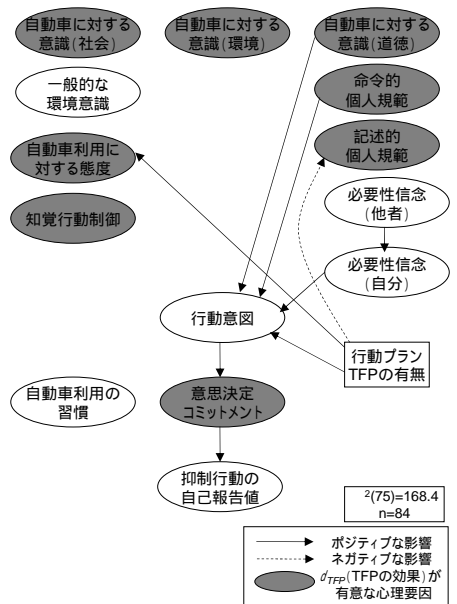 自動車に対する
意識(社会)
自動車に対する
意識(環境)
自動車に対する
意識(道徳)
一般的な
環境意識
命令的
個人規範
自動車利用に
対する態度
記述的
個人規範
知覚行動制御
必要性信念
(他者)
必要性信念
(自分)
行動意図
行動プラン
TFPの有無
自動車利用の
習慣
意思決定
コミットメント
抑制行動の
自己報告値
2(75)=168.4
n=84
ポジティブな影響
ネガティブな影響
dTFP(TFPの効果)が
有意な心理要因